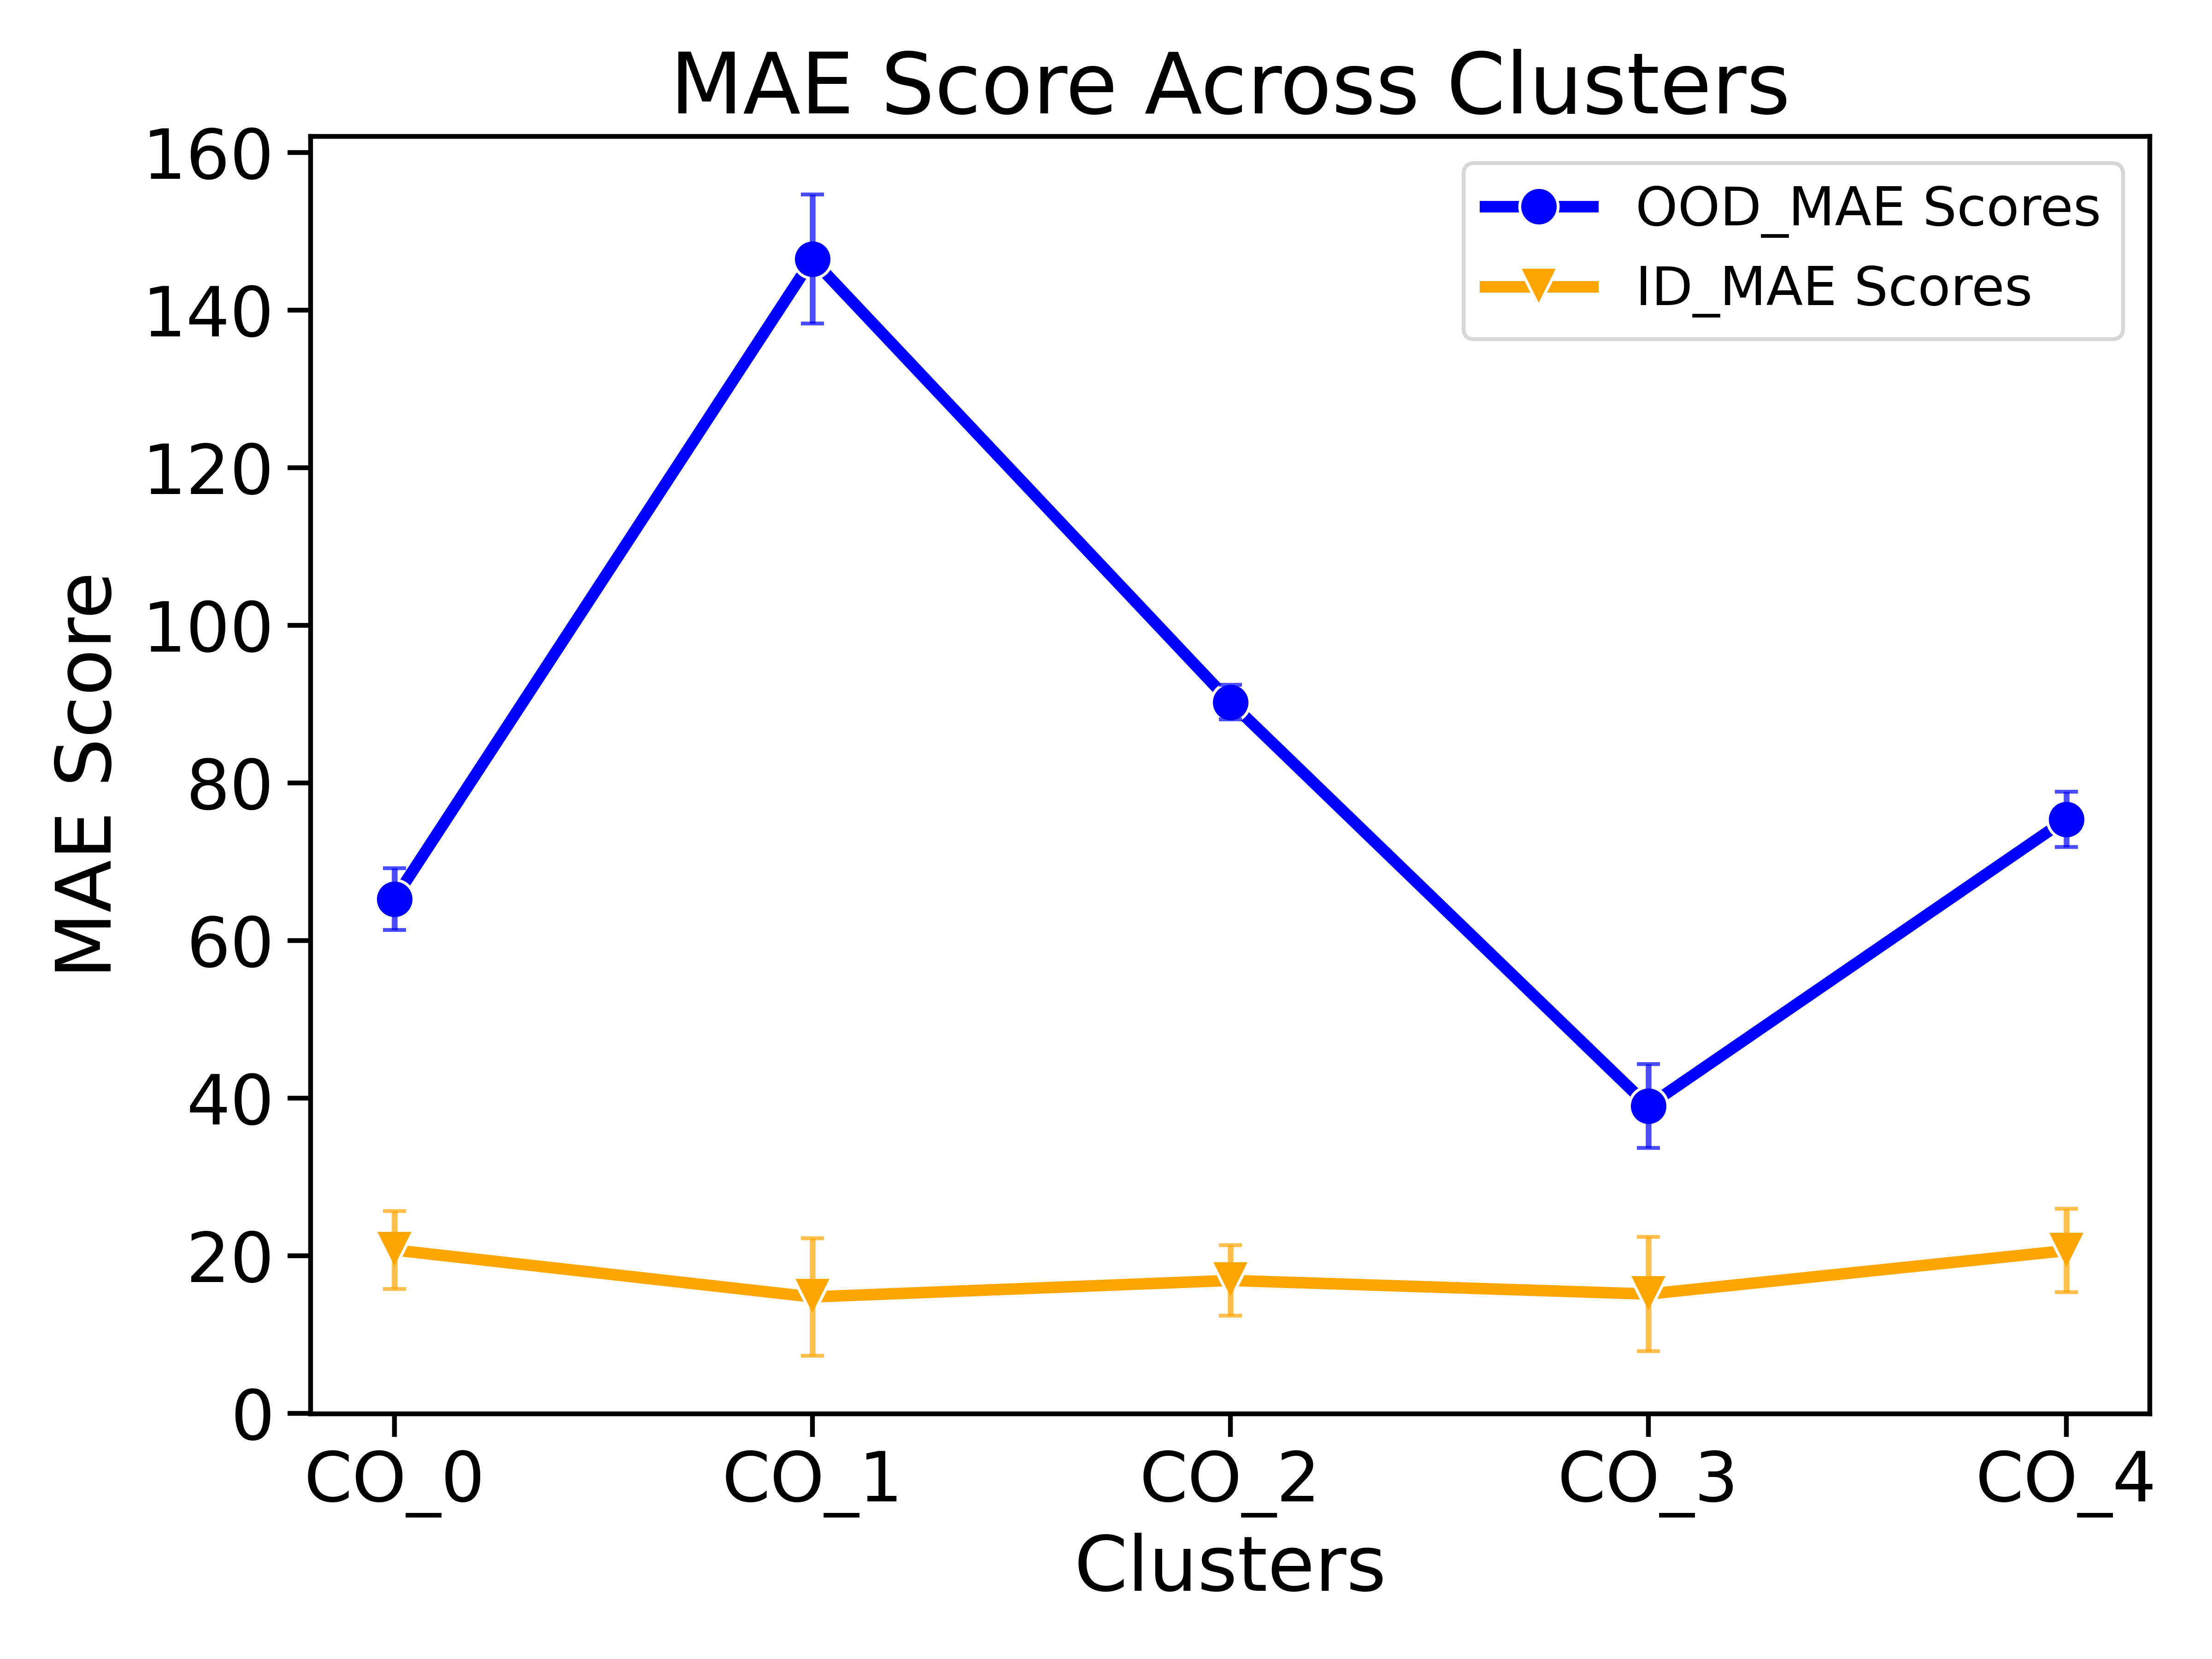 MAE Score Across Clusters
OOD_MAE Scores
ID_MAE Scores
MAE Score
160
140
120
100
80
60
40
20
0
CO_0 CO_1 CO_2 CO_3 CO_4
Clusters